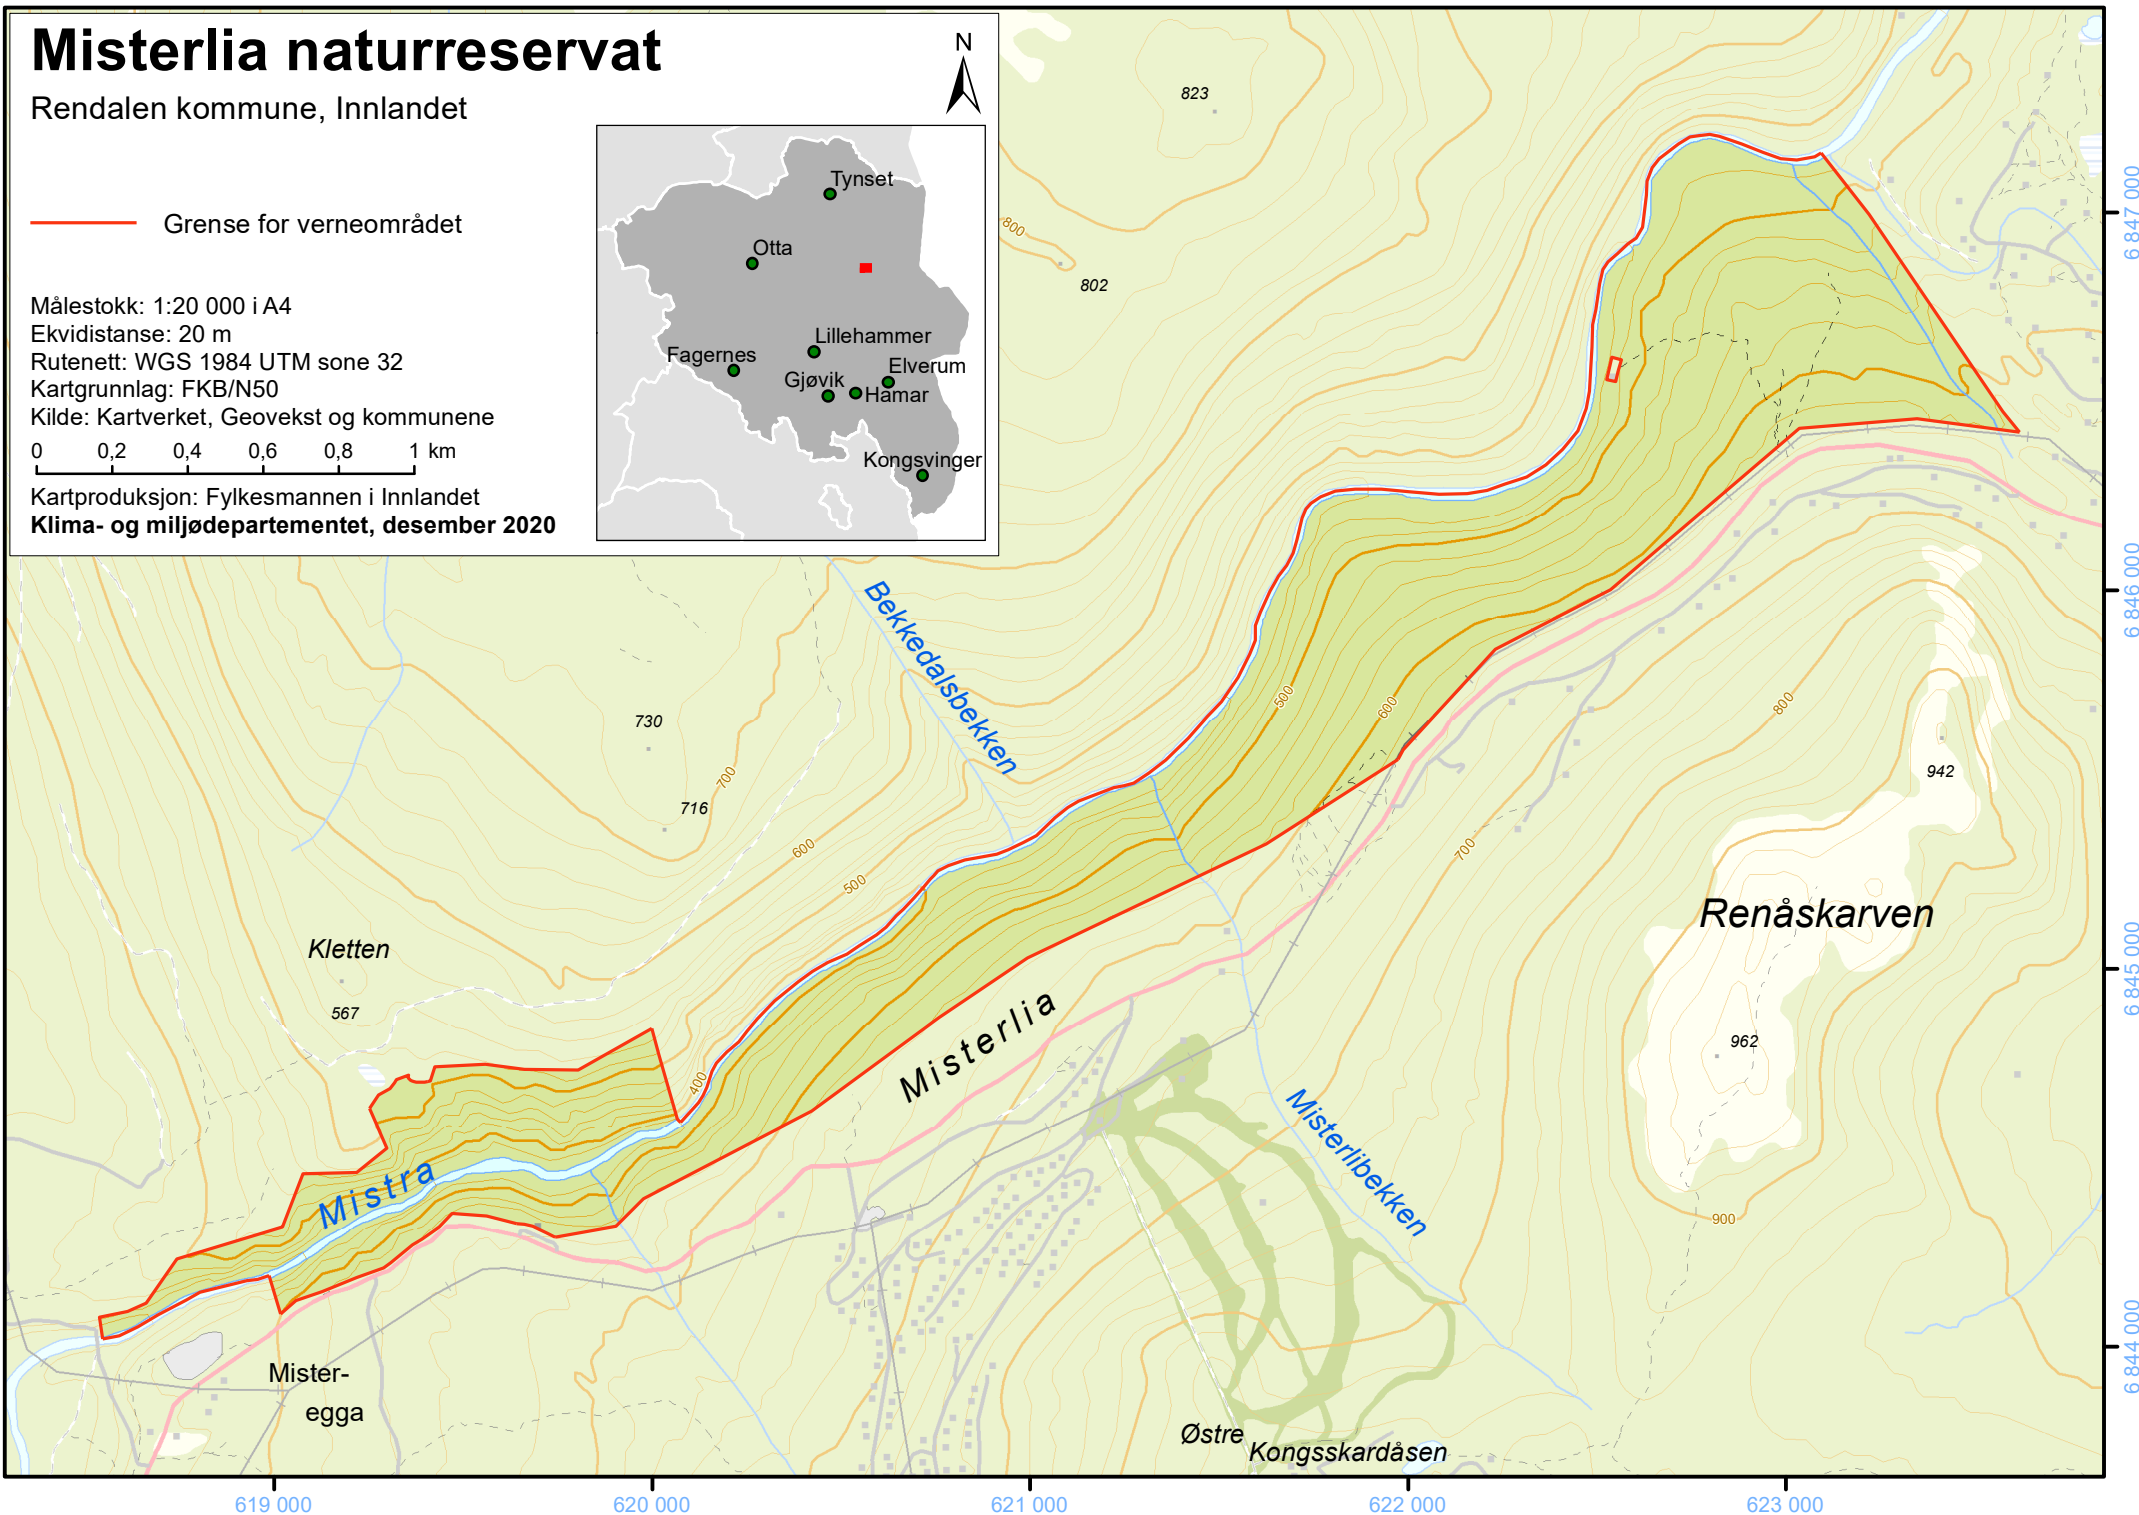 Misterlia naturreservat
Rendalen kommune, Innlandet
N
Grense for verneområdet
Målestokk: 1:20 000 i A4
Ekvidistanse: 20 m
Rutenett: WGS 1984 UTM sone 32
Kartgrunnlag: FKB/N50
Kilde: Kartverket, Geovekst og kommunene
0 0,2 0,4 0,6 0,8 1 km
Kartproduksjon: Fylkesmannen i Innlandet
Klima- og miljødepartementet, desember 2020
Tynset
Otta
Lillehammer
Fagernes
Elverum
Gjøvik
Hamar
Kongsvinger
823
800
802
6 847 000
Bekkedalsbekken
6 846 000
730
700
716
600
500
500
600
700
800
942
Renåskarven
Kletten
567
962
6 845 000
Misterlia
400
Mistra
Misterlibekken
900
6 844 000
Mister-
egga
Østre
Kongsskardåsen
619 000
620 000
621 000
622 000
623 000